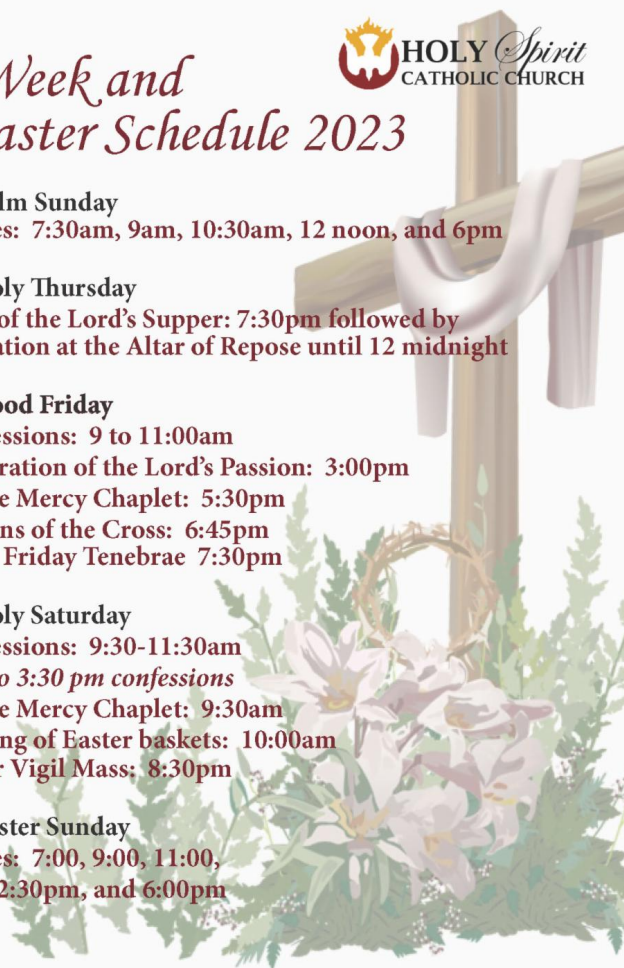 HOLY Spirit
CATHOLIC CHURCH
Week and
aster Schedule 2023
lm Sunday
es: 7:30am, 9am, 10:30am, 12 noon, and 6pm
oly Thursday
of the Lord's Supper: 7:30pm followed by
ation at the Altar of Repose until 12 midnight
ood Friday
essions: 9 to 11:00am
ration of the Lord's Passion: 3:00pm
e Mercy Chaplet: 5:30pm
ns of the Cross: 6:45pm
Friday Tenebrae 7:30pm
oly Saturday
essions: 9:30-11:30am
o 3:30 pm confessions
e Mercy Chaplet: 9:30am
ng of Easter baskets: 10:00am
r Vigil Mass: 8:30pm
ster Sunday
es: 7:00, 9:00, 11:00,
2:30pm, and 6:00pm